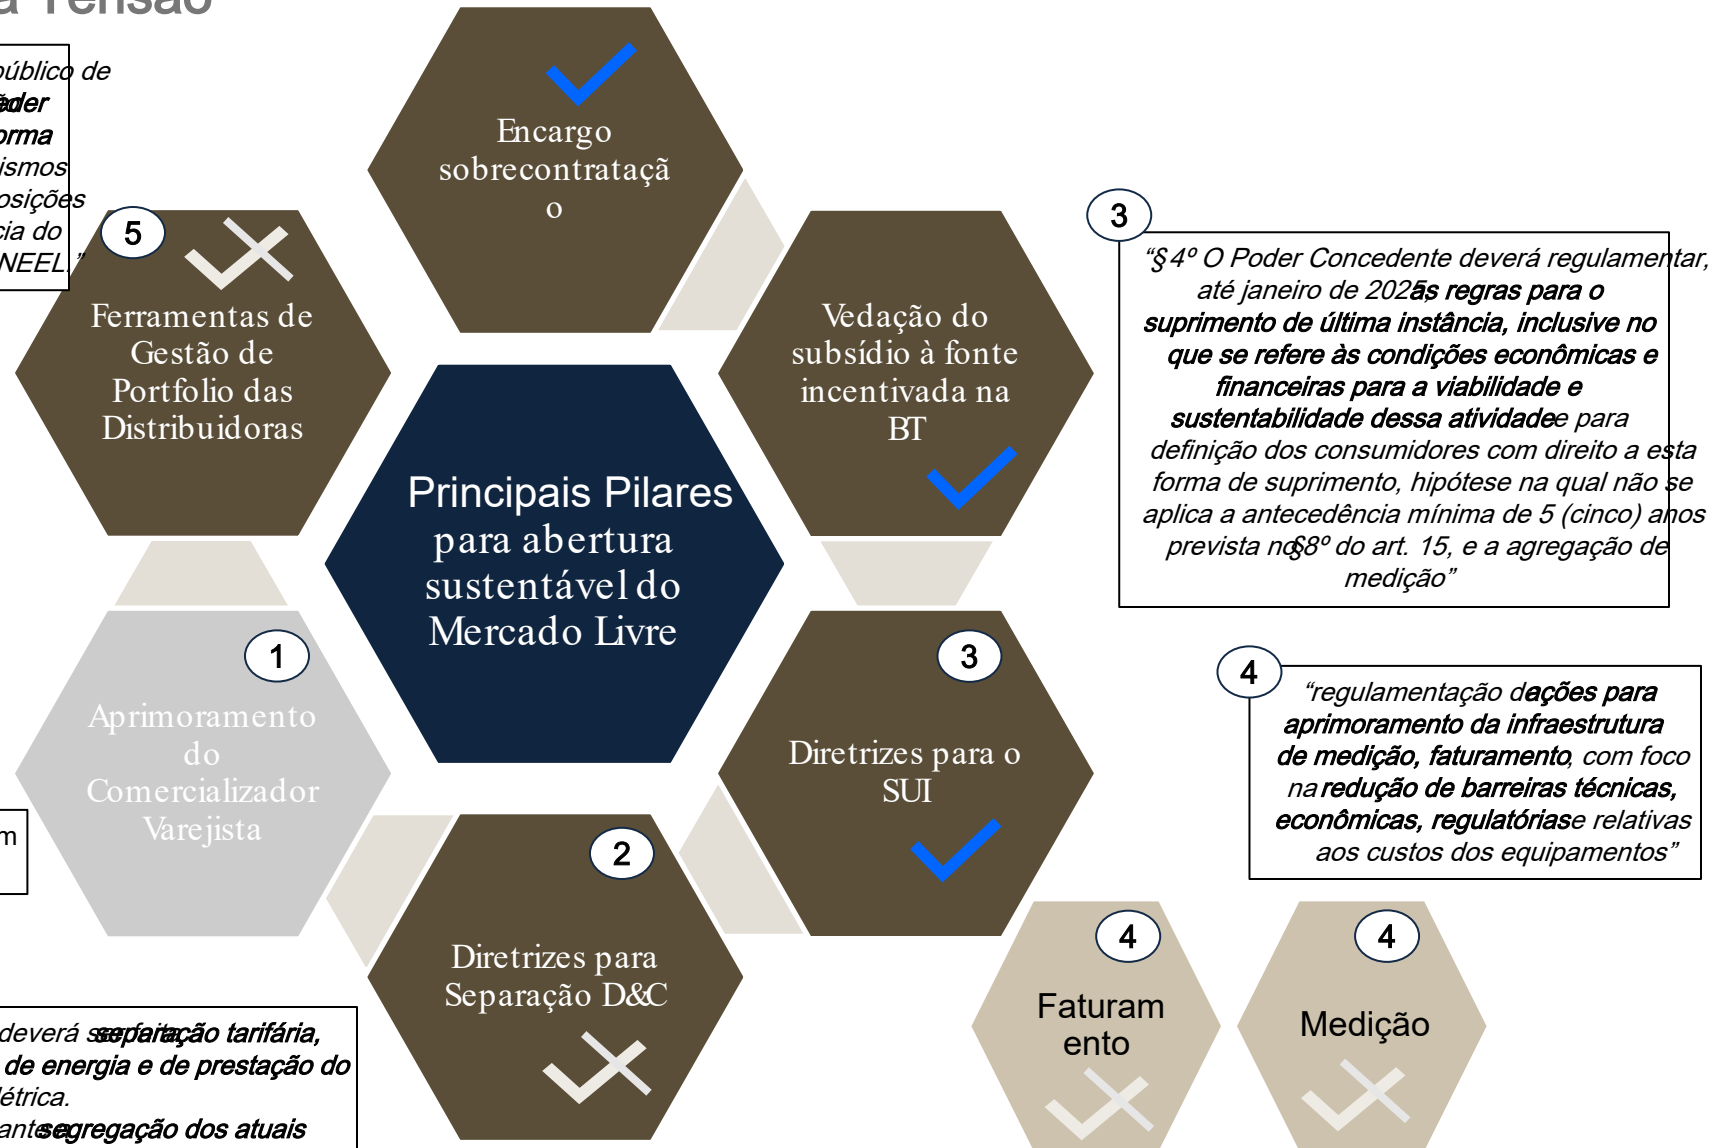 a Tensão
público de
eder
orma
ismos
osições
cia do
NEEL.”
Encargo
sobrecontrataçã
o
5
Ferramentas de
Gestão de
Portfolio das
Distribuidoras
Vedação do
subsídio à fonte
incentivada na
BT
3
“§4º O Poder Concedente deverá regulamentar,
até janeiro de 2025, as regras para o
suprimento de última instância, inclusive no
que se refere às condições econômicas e
financeiras para a viabilidade e
sustentabilidade dessa atividade e para
definição dos consumidores com direito a esta
forma de suprimento, hipótese na qual não se
aplica a antecedência mínima de 5 (cinco) anos
prevista no §8º do art. 15, e a agregação de
medição”
Principais Pilares
para abertura
sustentável do
Mercado Livre
1
Aprimoramento
do
Comercializador
Varejista
m
3
Diretrizes para o
SUI
4
“regulamentação d ações para
aprimoramento da infraestrutura
de medição, faturamento, com foco
na redução de barreiras técnicas,
econômicas, regulatórias e relativas
aos custos dos equipamentos”
2
Diretrizes para
Separação D&C
4
Faturam
ento
4
Medição
deverá ser feita separação tarifária,
de energia e de prestação do
létrica.
ante a segregação dos atuais